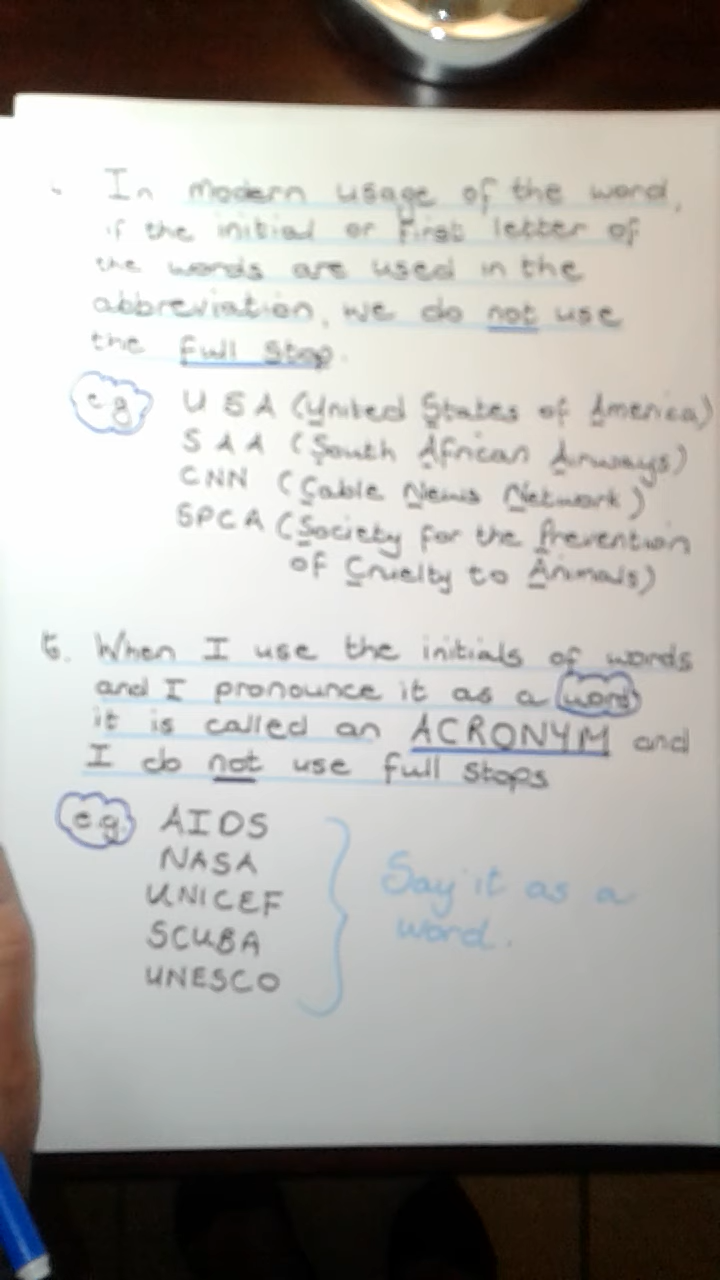 In modern usage of the word,
if the initial or first letter of
the words are used in the
abbreviation, we do not use
the full stop.
e.g USA (United States of America)
SAA (South African Airways)
CNN (Cable News Network)
SPCA (Society for the Prevention
of Cruelty to Animals)
5. When I use the initials of words
and I pronounce it as a word
it is called an ACRONYM and
I do not use full stops
e.g. AIDS
NASA
UNICEF
SCUBA
UNESCO
Say it as a
word.